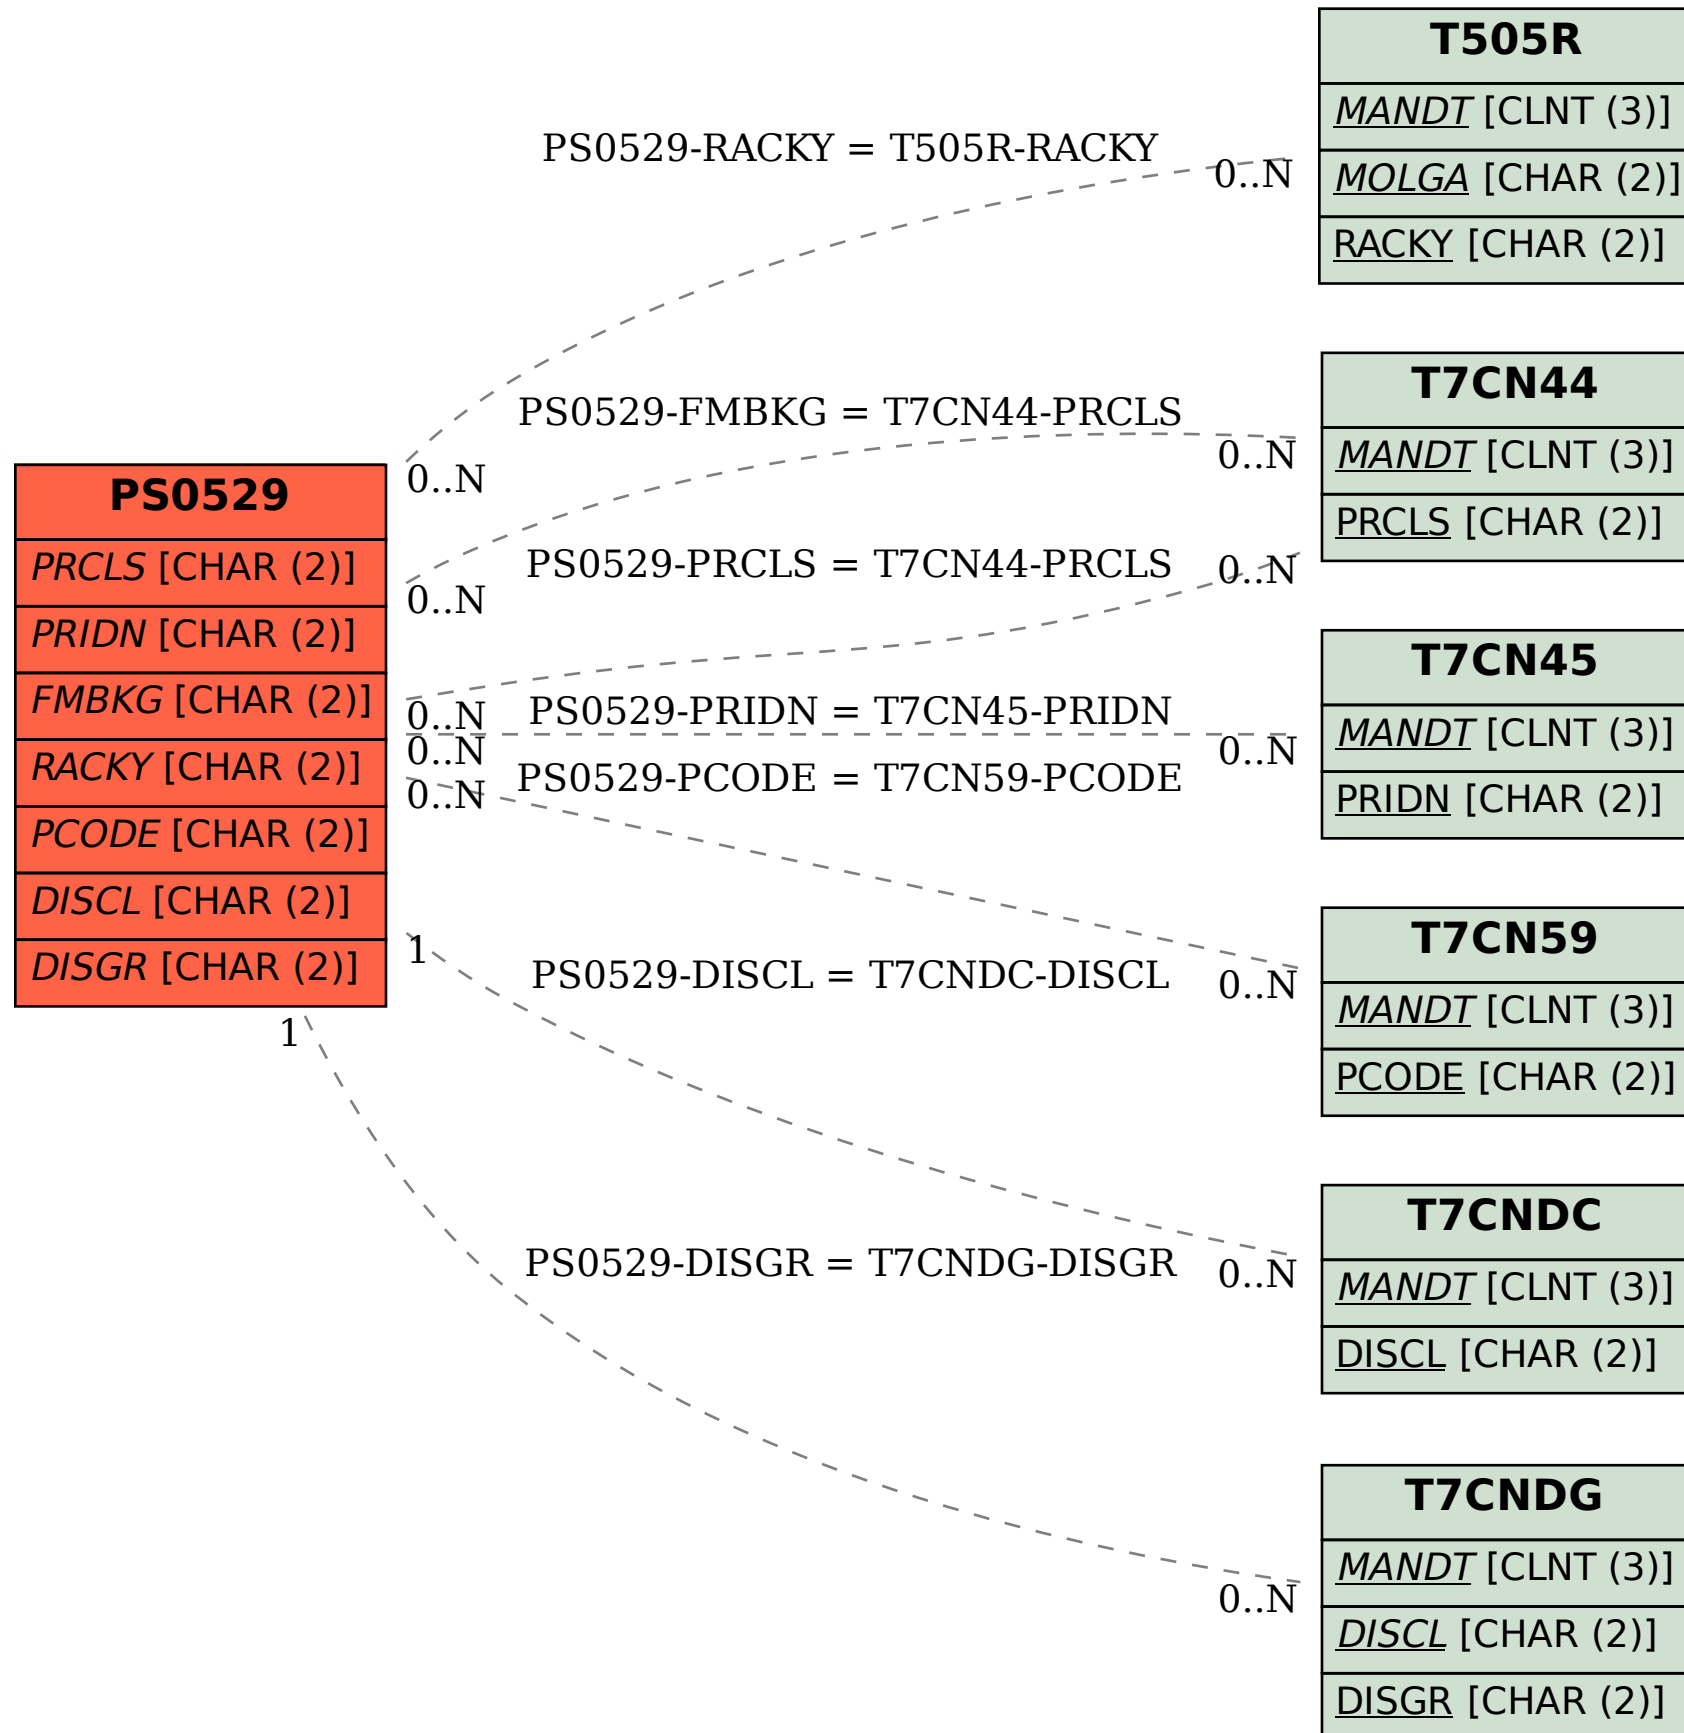 PS0529
PRCLS [CHAR (2)]
PRIDN [CHAR (2)]
FMBKG [CHAR (2)]
RACKY [CHAR (2)]
PCODE [CHAR (2)]
DISCL [CHAR (2)]
DISGR [CHAR (2)]
PS0529-RACKY = T505R-RACKY
0..N
0..N
PS0529-FMBKG = T7CN44-PRCLS
0..N
0..N
PS0529-PRCLS = T7CN44-PRCLS
0..N
0..N
PS0529-PRIDN = T7CN45-PRIDN
0..N
0..N
PS0529-PCODE = T7CN59-PCODE
0..N
0..N
PS0529-DISCL = T7CNDC-DISCL
1
0..N
PS0529-DISGR = T7CNDG-DISGR
1
0..N
T505R
MANDT [CLNT (3)]
MOLGA [CHAR (2)]
RACKY [CHAR (2)]
T7CN44
MANDT [CLNT (3)]
PRCLS [CHAR (2)]
T7CN45
MANDT [CLNT (3)]
PRIDN [CHAR (2)]
T7CN59
MANDT [CLNT (3)]
PCODE [CHAR (2)]
T7CNDC
MANDT [CLNT (3)]
DISCL [CHAR (2)]
T7CNDG
MANDT [CLNT (3)]
DISCL [CHAR (2)]
DISGR [CHAR (2)]